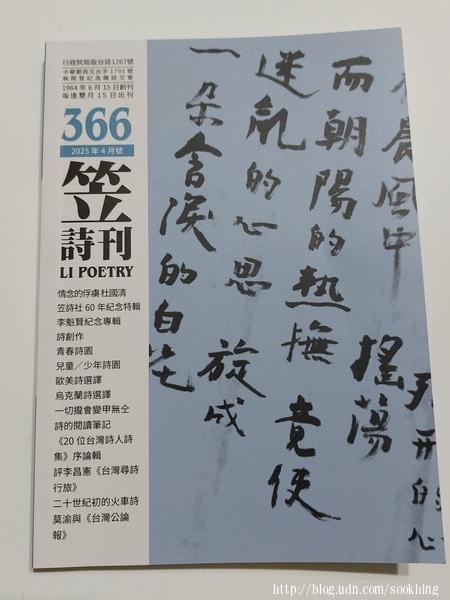 行政院局版台誌1267號
中華郵政北台字1795號
執照登記為雜誌交寄
1964年6月15日創刊
每逢雙月15日出刊
366
2025年4月號
笠
詩刊
LI POETRY
情念的俘虜 杜國清
笠詩社60年紀念特輯
李魁賢紀念專輯
詩創作
青春詩園
兒童／少年詩園
歐美詩選譯
烏克蘭詩選譯
一切攏會變甲無仝
詩的閱讀筆記
《20位台灣詩人詩
集》序論輯
評李昌憲《台灣尋詩
行旅》
二十世紀初的火車詩
莫渝與《台灣公論
報》
晨風中 搖蕩
而朝陽的熱撫 竟使
迷亂的心思 放成
一朵含淚的白花
http://blog.udn.com/sookhing